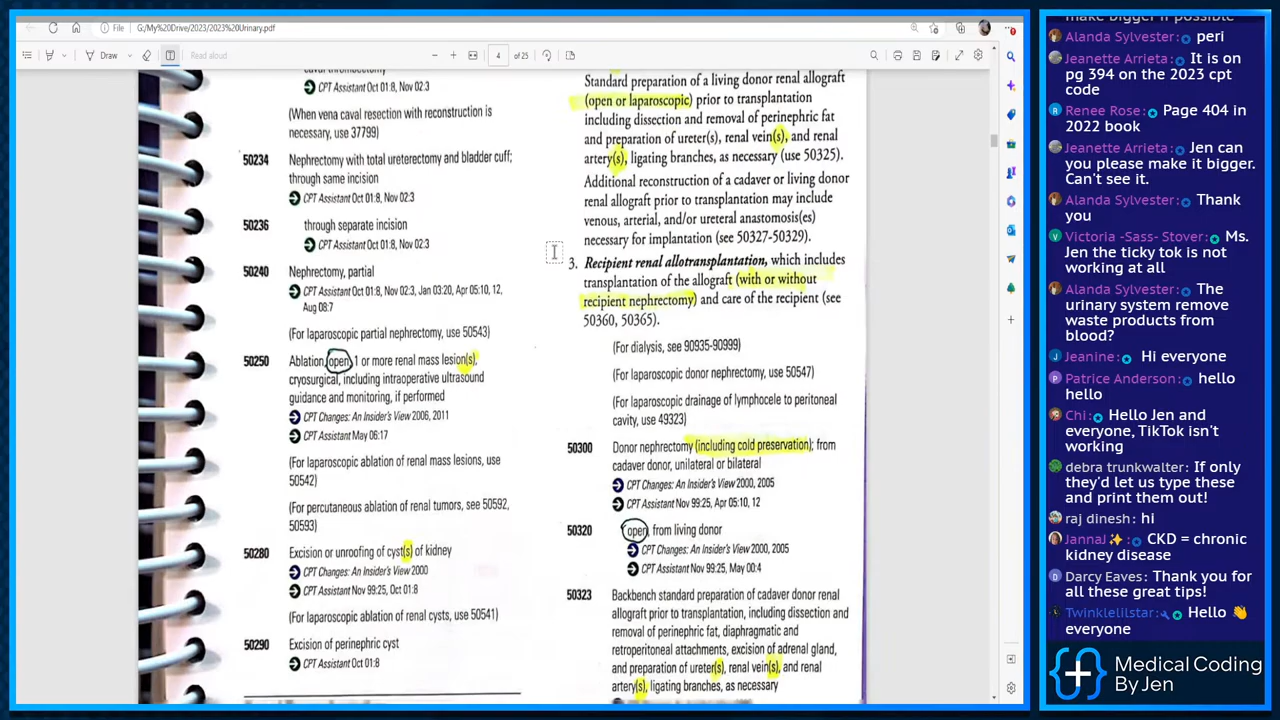 File
G:/My%20Drive/2023/2023%20Urinary.pdf
Draw
Read aloud
4
of 25
CPT Assistant Oct 01:8, Nov 02:3
(When vena caval resection with reconstruction is
necessary, use 37799)
50234 Nephrectomy with total ureterectomy and bladder cuff;
through same incision
CPT Assistant Oct 01:8, Nov 02:3
50236 through separate incision
CPT Assistant Oct 01:8, Nov 02:3
50240 Nephrectomy, partial
CPT Assistant Oct 01:8, Nov 02:3, Jan 03:20, Apr 05:10, 12,
Aug 08:7
(For laparoscopic partial nephrectomy, use 50543)
50250 Ablation, open, 1 or more renal mass lesion(s),
cryosurgical, including intraoperative ultrasound
guidance and monitoring, if performed
CPT Changes: An Insider's View 2006, 2011
CPT Assistant May 06:17
(For laparoscopic ablation of renal mass lesions, use
50542)
(For percutaneous ablation of renal tumors, see 50592,
50593)
50280 Excision or unroofing of cyst(s) of kidney
CPT Changes: An Insider's View 2000
CPT Assistant Nov 99:25, Oct 01:8
(For laparoscopic ablation of renal cysts, use 50541)
50290 Excision of perinephric cyst
CPT Assistant Oct 01:8
Standard preparation of a living donor renal allograft
(open or laparoscopic) prior to transplantation
including dissection and removal of perinephric fat
and preparation of ureter(s), renal vein(s), and renal
artery(s), ligating branches, as necessary (use 50325).
Additional reconstruction of a cadaver or living donor
renal allograft prior to transplantation may include
venous, arterial, and/or ureteral anastomosis(es)
necessary for implantation (see 50327-50329).
3. Recipient renal allotransplantation, which includes
transplantation of the allograft (with or without
recipient nephrectomy) and care of the recipient (see
50360, 50365).
(For dialysis, see 90935-90999)
(For laparoscopic donor nephrectomy, use 50547)
(For laparoscopic drainage of lymphocele to peritoneal
cavity, use 49323)
50300 Donor nephrectomy (including cold preservation); from
cadaver donor, unilateral or bilateral
CPT Changes: An Insider's View 2000, 2005
CPT Assistant Nov 99:25, Apr 05:10, 12
50320 open, from living donor
CPT Changes: An Insider's View 2000, 2005
CPT Assistant Nov 99:25, May 00:4
50323 Backbench standard preparation of cadaver donor renal
allograft prior to transplantation, including dissection and
removal of perinephric fat, diaphragmatic and
retroperitoneal attachments, excision of adrenal gland,
and preparation of ureter(s), renal vein(s), and renal
artery(s), ligating branches, as necessary
make bigger if possible
Alanda Sylvester: peri
Jeanette Arrieta: It is on
pg 394 on the 2023 cpt
code
Renee Rose: Page 404 in
2022 book
Jeanette Arrieta: Jen can
you please make it bigger.
Can't see it.
Alanda Sylvester: Thank
you
Victoria -Sass- Stover: Ms.
Jen the ticky tok is not
working at all
Alanda Sylvester: The
urinary system remove
waste products from
blood?
Jeanine: Hi everyone
Patrice Anderson: hello
hello
Chi: Hello Jen and
everyone, TikTok isn't
working
debra trunkwalter: If only
they'd let us type these
and print them out!
raj dinesh: hi
JannaJ✨: CKD = chronic
kidney disease
Darcy Eaves: Thank you for
all these great tips!
Twinklelilstar: Hello 👋
everyone
Medical Coding
By Jen